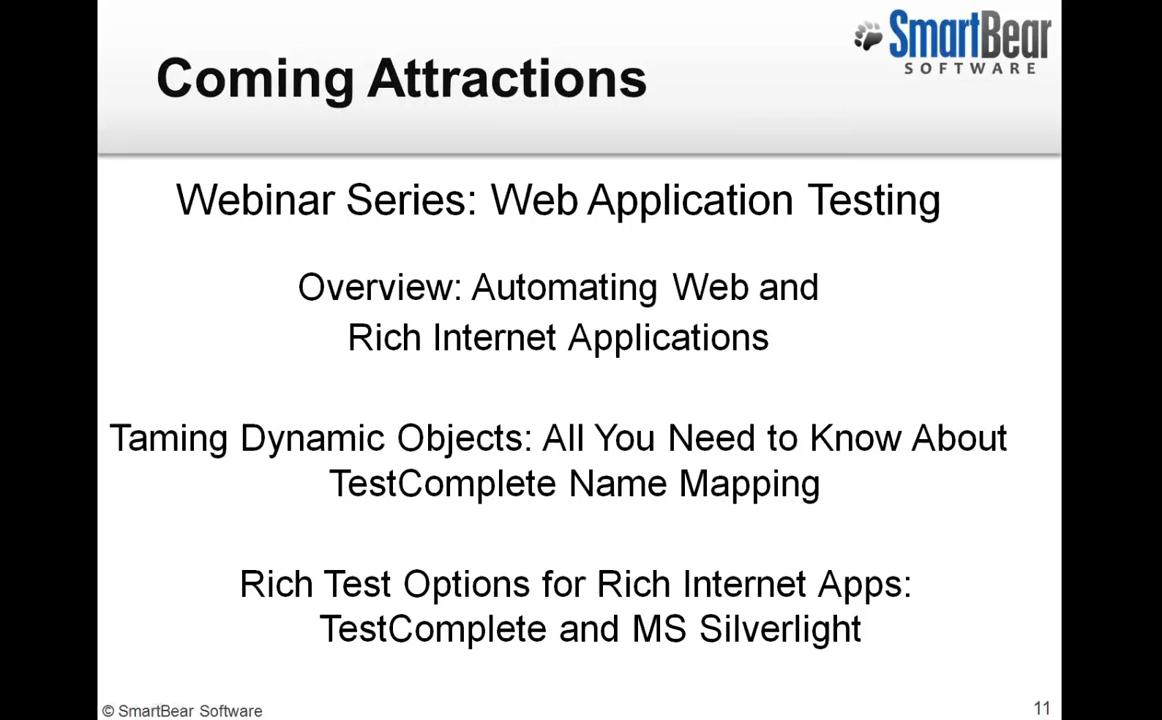 SmartBear
SOFTWARE
Coming Attractions
Webinar Series: Web Application Testing
Overview: Automating Web and
Rich Internet Applications
Taming Dynamic Objects: All You Need to Know About
TestComplete Name Mapping
Rich Test Options for Rich Internet Apps:
TestComplete and MS Silverlight
© SmartBear Software
11